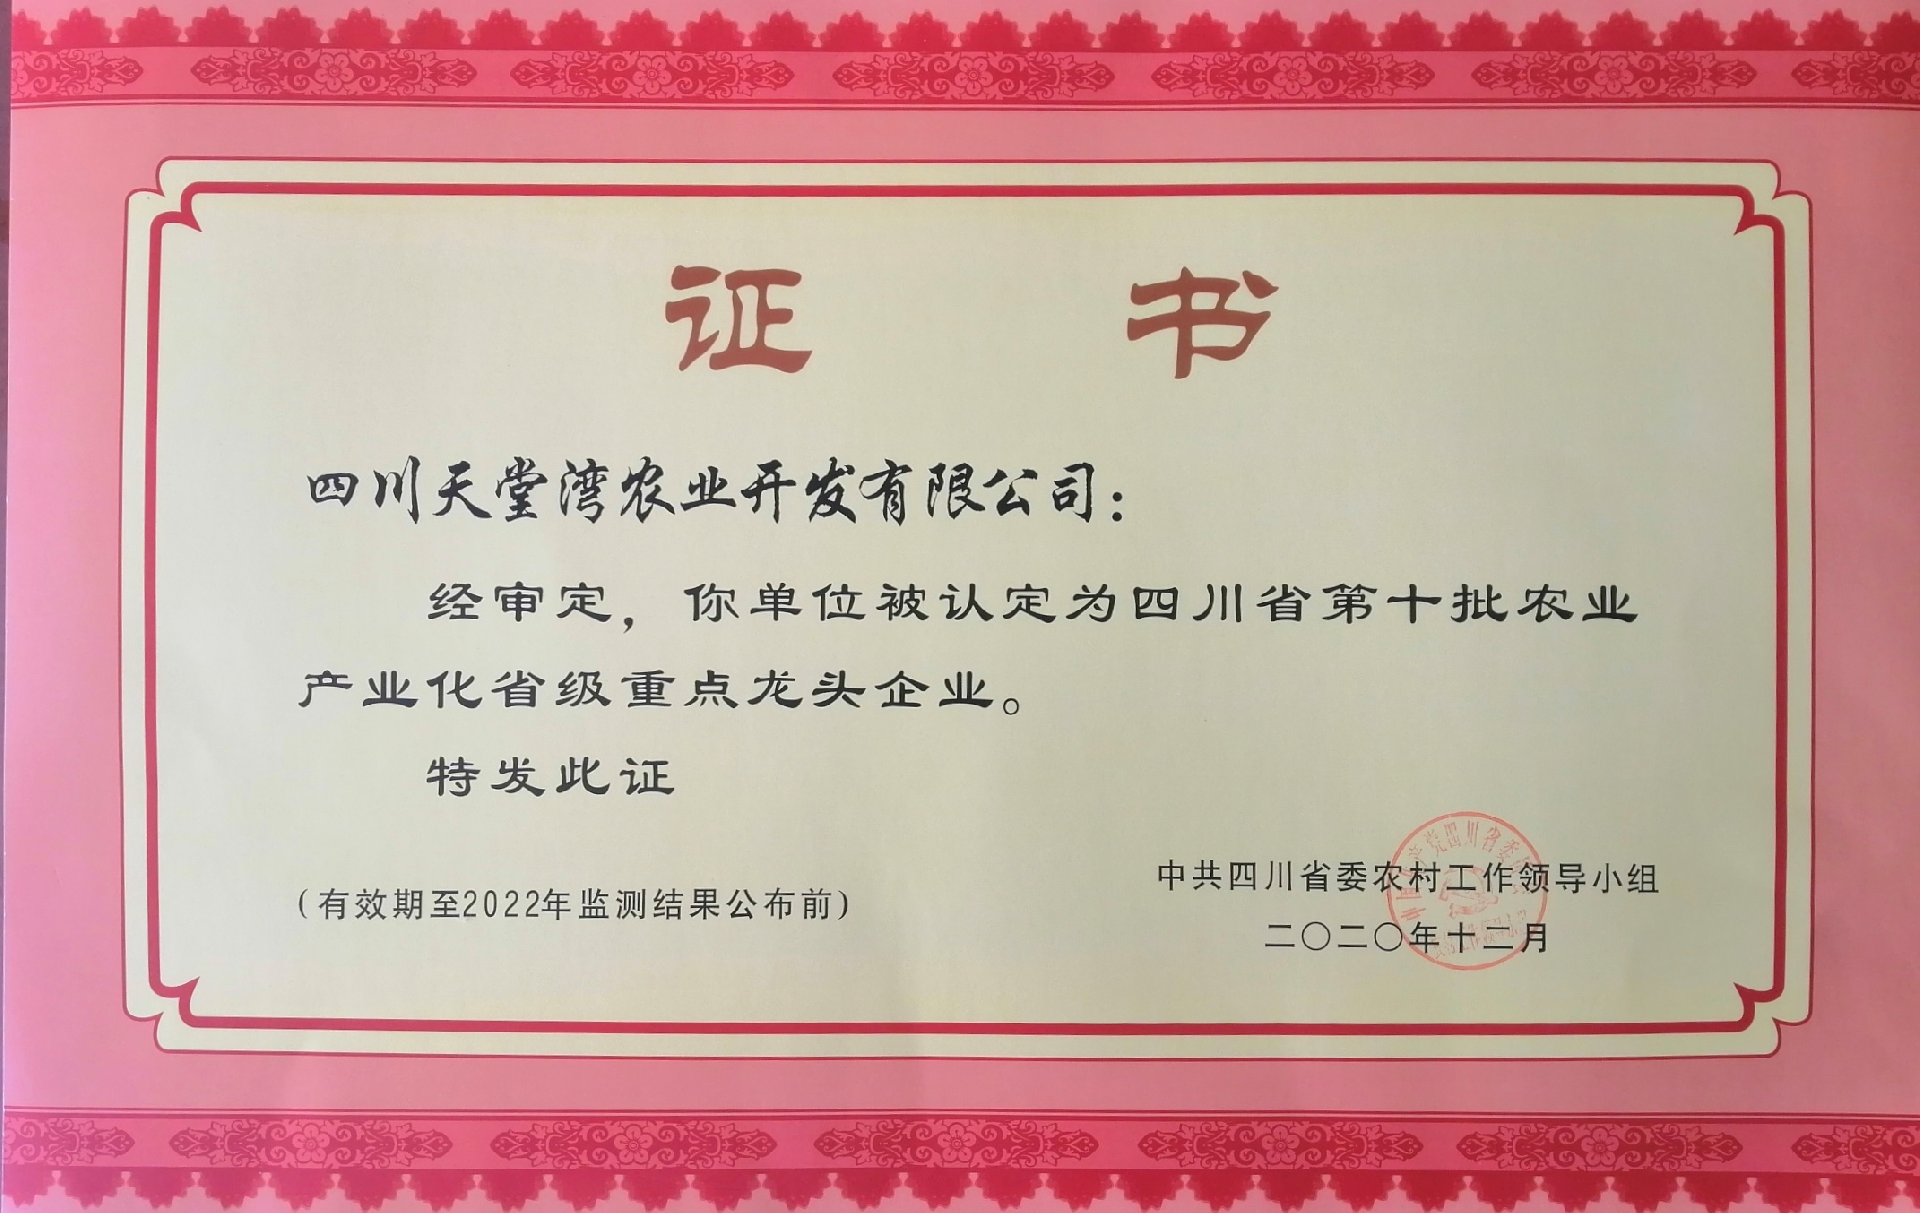 证 书
四川天堂湾农业开发有限公司：
经审定，你单位被认定为四川省第十批农业
产业化省级重点龙头企业。
特发此证
（有效期至2022年监测结果公布前）
中共四川省委农村工作领导小组
二〇二〇年十二月